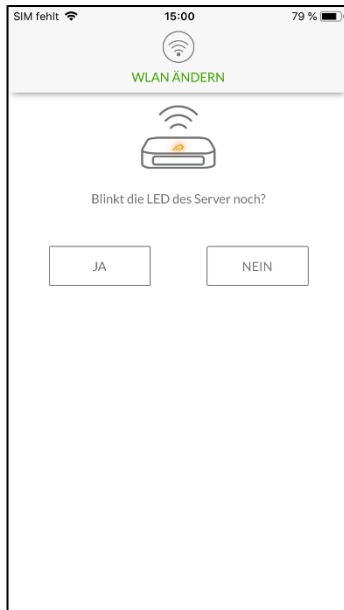 SIM fehlt 15:00 79 %
WLAN ÄNDERN
Blinkt die LED des Server noch?
JA NEIN